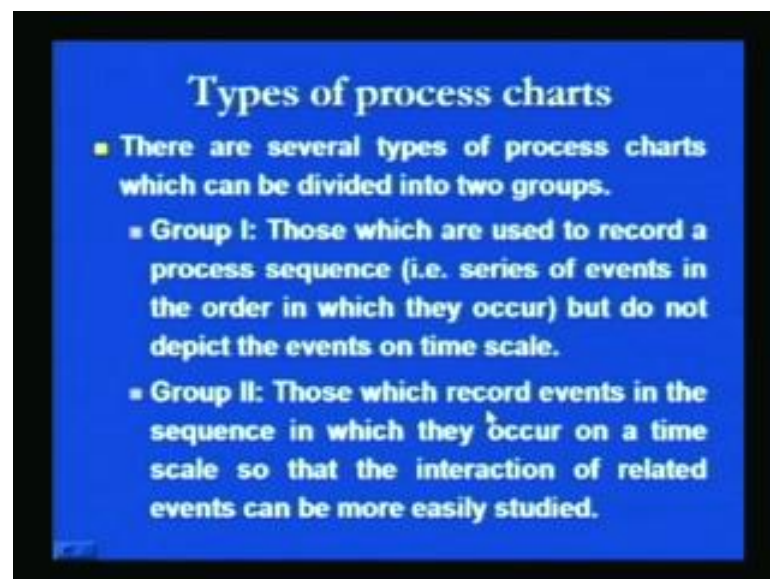 Types of process charts
There are several types of process charts
which can be divided into two groups.
Group I: Those which are used to record a
process sequence (i.e. series of events in
the order in which they occur) but do not
depict the events on time scale.
Group II: Those which record events in the
sequence in which they occur on a time
scale so that the interaction of related
events can be more easily studied.